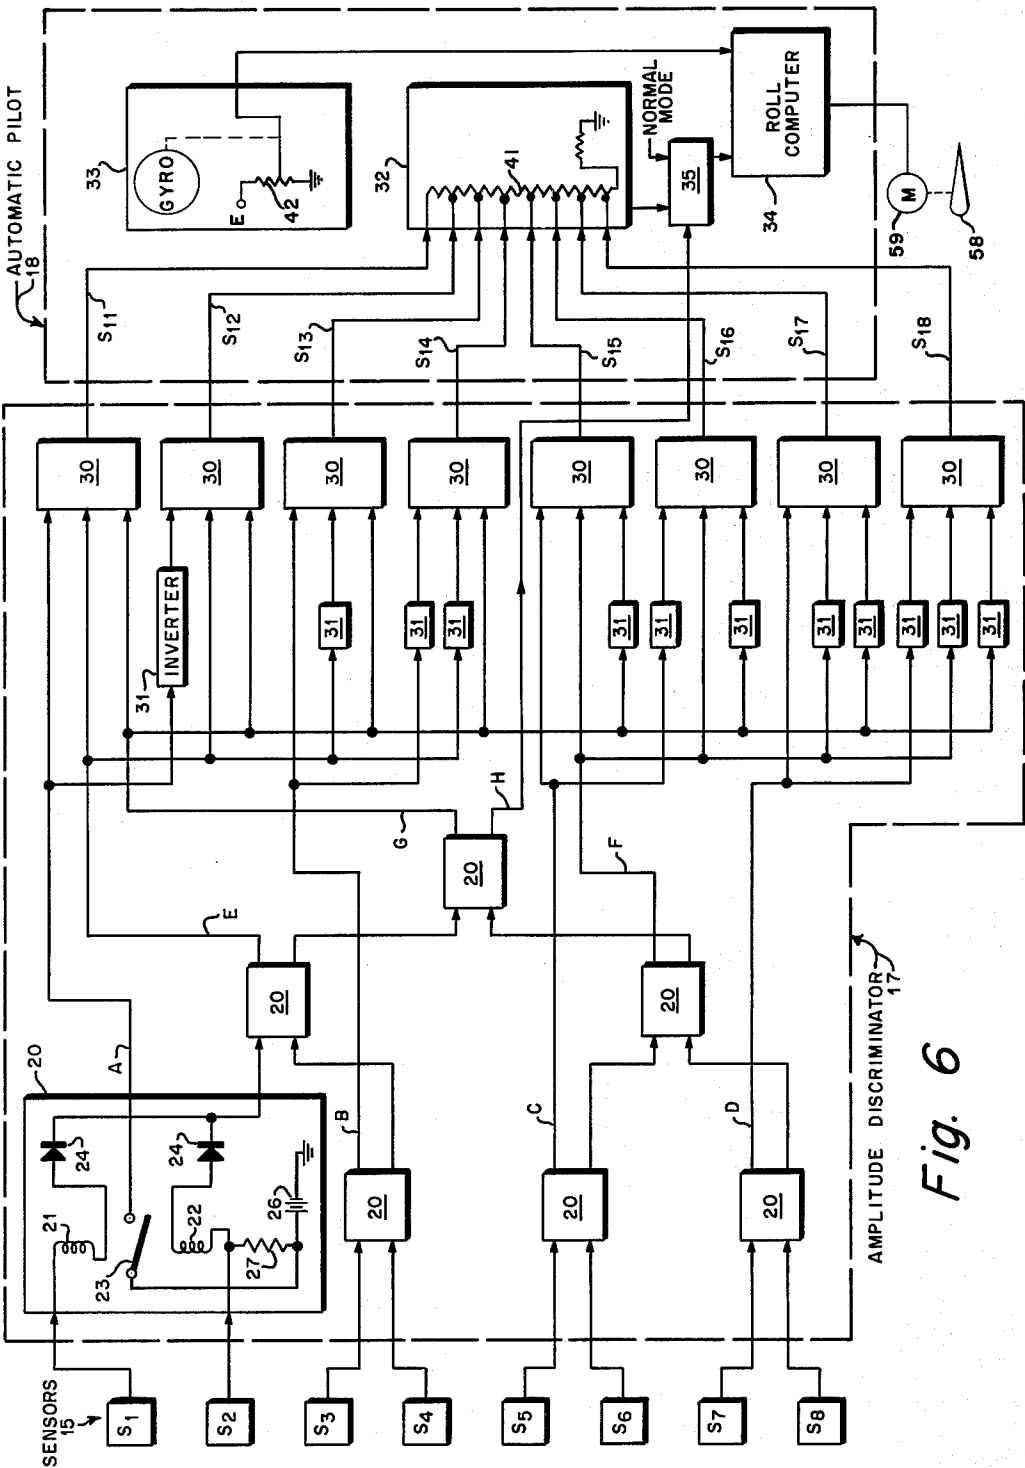 AUTOMATIC PILOT
18
33
GYRO
E
42
32
41
NORMAL
MODE
35
ROLL
COMPUTER
34
M
59
58
S11
S12
S13
S14
S15
S16
S17
S18
30
30
30
30
30
30
30
30
31
INVERTER
31
31
31
31
31
31
31
31
31
31
31
G
H
20
E
F
20
20
A
B
C
D
20
21
24
23
22
24
26
27
20
20
20
SENSORS
15
S1
S2
S3
S4
S5
S6
S7
S8
AMPLITUDE DISCRIMINATOR
17
Fig. 6